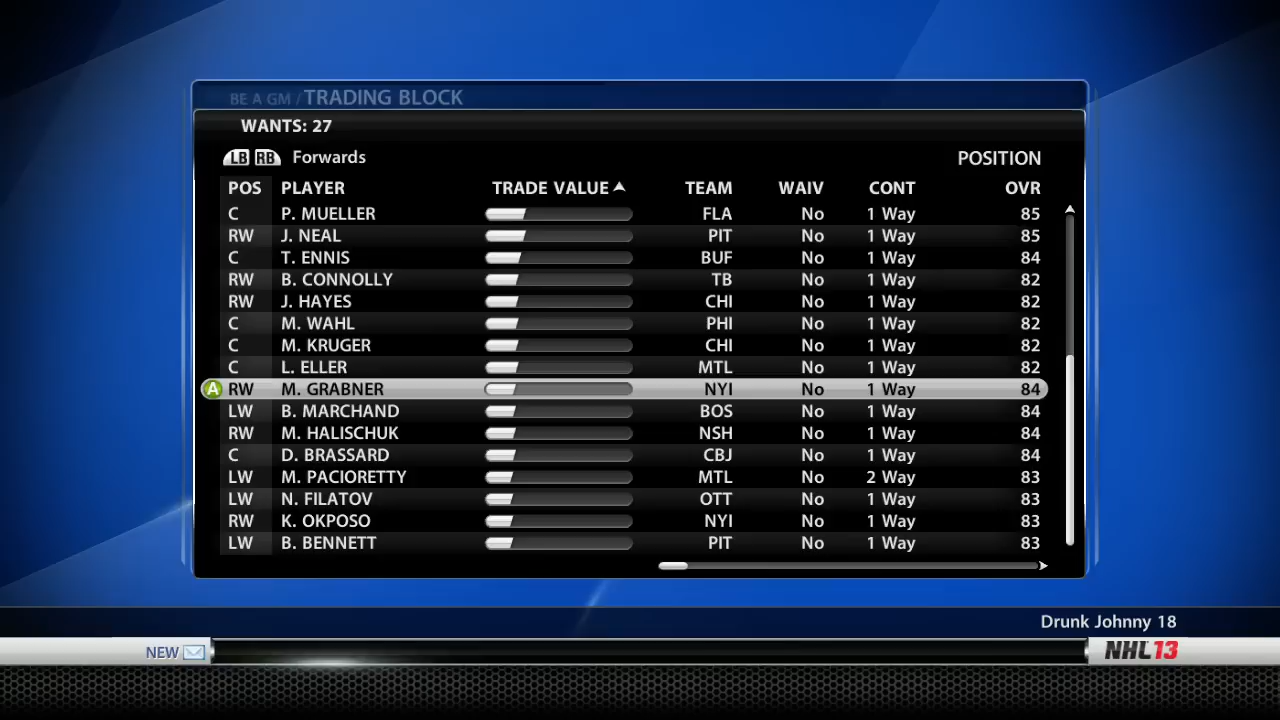 BE A GM / TRADING BLOCK
WANTS: 27
LB RB Forwards POSITION
POS PLAYER TRADE VALUE TEAM WAIV CONT OVR
C P. MUELLER FLA No 1 Way 85
RW J. NEAL PIT No 1 Way 85
C T. ENNIS BUF No 1 Way 84
RW B. CONNOLLY TB No 1 Way 82
RW J. HAYES CHI No 1 Way 82
C M. WAHL PHI No 1 Way 82
C M. KRUGER CHI No 1 Way 82
C L. ELLER MTL No 1 Way 82
A RW M. GRABNER NYI No 1 Way 84
LW B. MARCHAND BOS No 1 Way 84
RW M. HALISCHUK NSH No 1 Way 84
C D. BRASSARD CBJ No 1 Way 84
LW M. PACIORETTY MTL No 2 Way 83
LW N. FILATOV OTT No 1 Way 83
RW K. OKPOSO NYI No 1 Way 83
LW B. BENNETT PIT No 1 Way 83
Drunk Johnny 18
NEW NHL 13